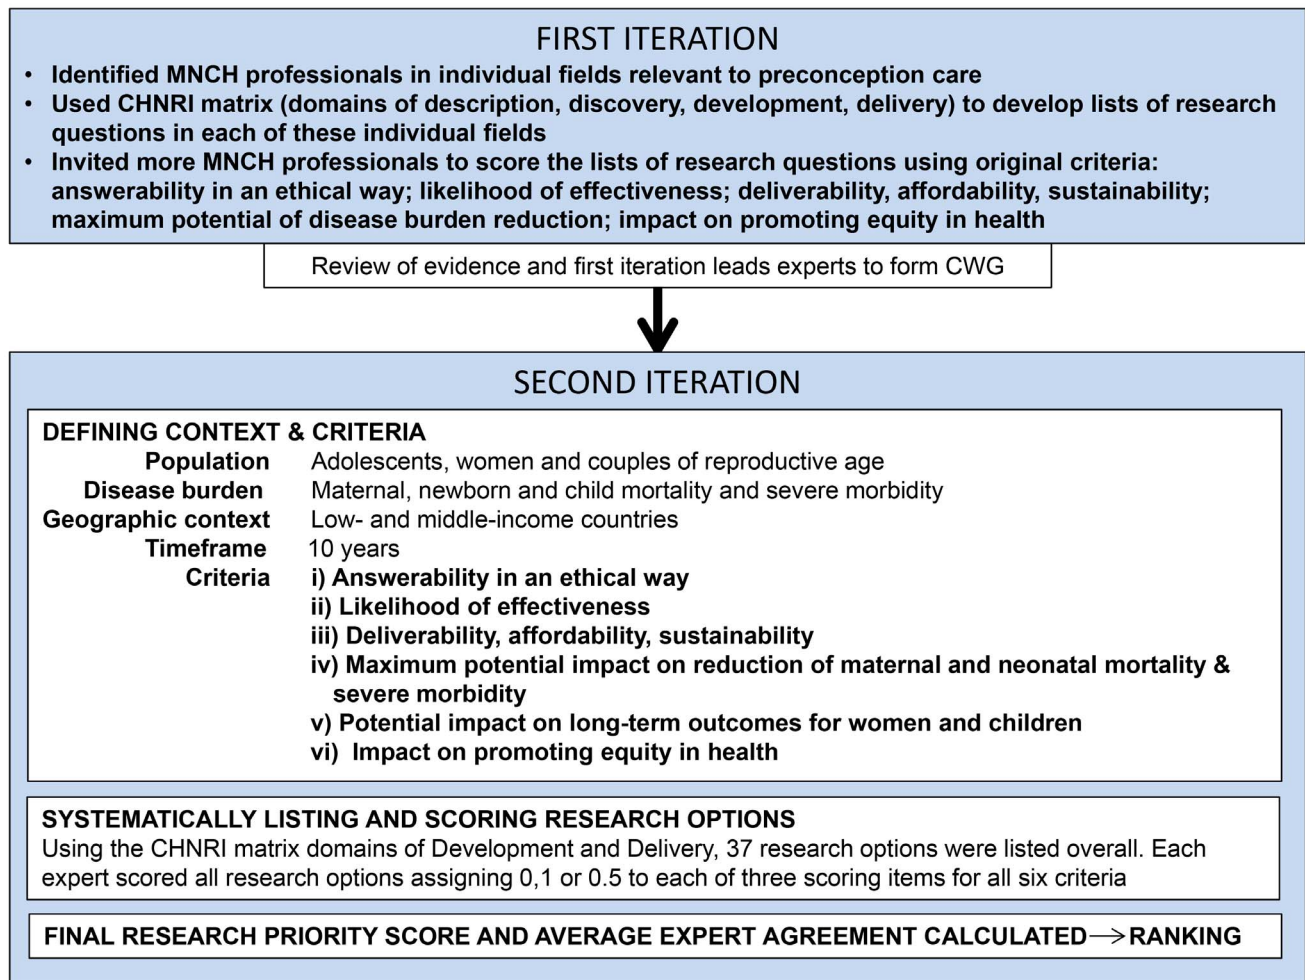 FIRST ITERATION
• Identified MNCH professionals in individual fields relevant to preconception care
• Used CHNRI matrix (domains of description, discovery, development, delivery) to develop lists of research
questions in each of these individual fields
• Invited more MNCH professionals to score the lists of research questions using original criteria:
answerability in an ethical way; likelihood of effectiveness; deliverability, affordability, sustainability;
maximum potential of disease burden reduction; impact on promoting equity in health
Review of evidence and first iteration leads experts to form CWG
SECOND ITERATION
DEFINING CONTEXT & CRITERIA
Population Adolescents, women and couples of reproductive age
Disease burden Maternal, newborn and child mortality and severe morbidity
Geographic context Low- and middle-income countries
Timeframe 10 years
Criteria i) Answerability in an ethical way
ii) Likelihood of effectiveness
iii) Deliverability, affordability, sustainability
iv) Maximum potential impact on reduction of maternal and neonatal mortality &
severe morbidity
v) Potential impact on long-term outcomes for women and children
vi) Impact on promoting equity in health
SYSTEMATICALLY LISTING AND SCORING RESEARCH OPTIONS
Using the CHNRI matrix domains of Development and Delivery, 37 research options were listed overall. Each
expert scored all research options assigning 0,1 or 0.5 to each of three scoring items for all six criteria
FINAL RESEARCH PRIORITY SCORE AND AVERAGE EXPERT AGREEMENT CALCULATED→RANKING